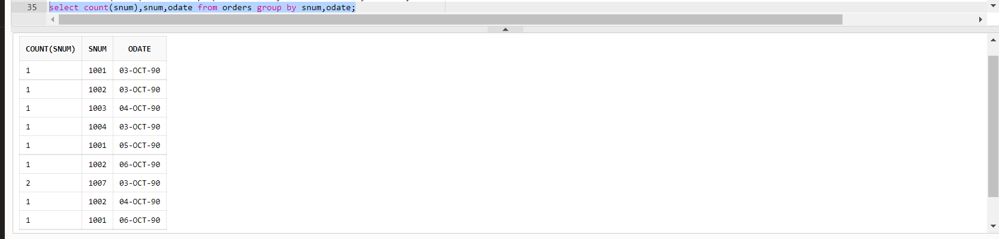 35 select count(snum),snum,odate from orders group by snum,odate;
COUNT(SNUM) SNUM ODATE
1 1001 03-OCT-90
1 1002 03-OCT-90
1 1003 04-OCT-90
1 1004 03-OCT-90
1 1001 05-OCT-90
1 1002 06-OCT-90
2 1007 03-OCT-90
1 1002 04-OCT-90
1 1001 06-OCT-90